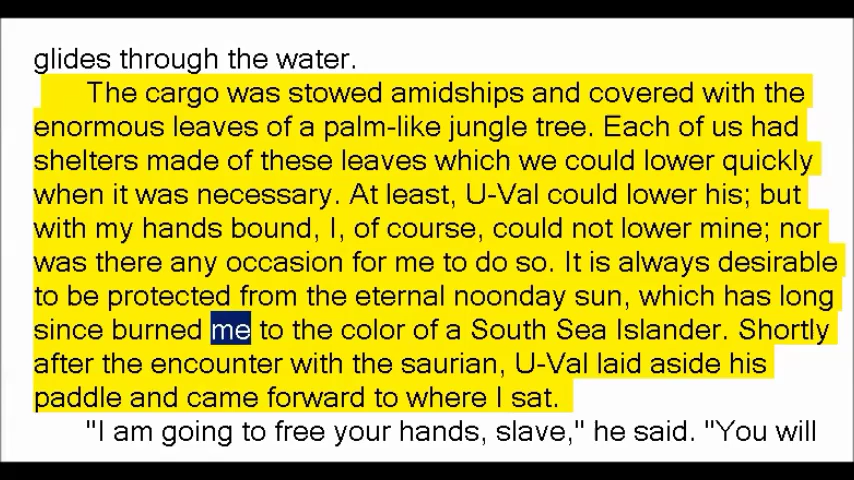 glides through the water.
The cargo was stowed amidships and covered with the
enormous leaves of a palm-like jungle tree. Each of us had
shelters made of these leaves which we could lower quickly
when it was necessary. At least, U-Val could lower his; but
with my hands bound, I, of course, could not lower mine; nor
was there any occasion for me to do so. It is always desirable
to be protected from the eternal noonday sun, which has long
since burned me to the color of a South Sea Islander. Shortly
after the encounter with the saurian, U-Val laid aside his
paddle and came forward to where I sat.
"I am going to free your hands, slave," he said. "You will